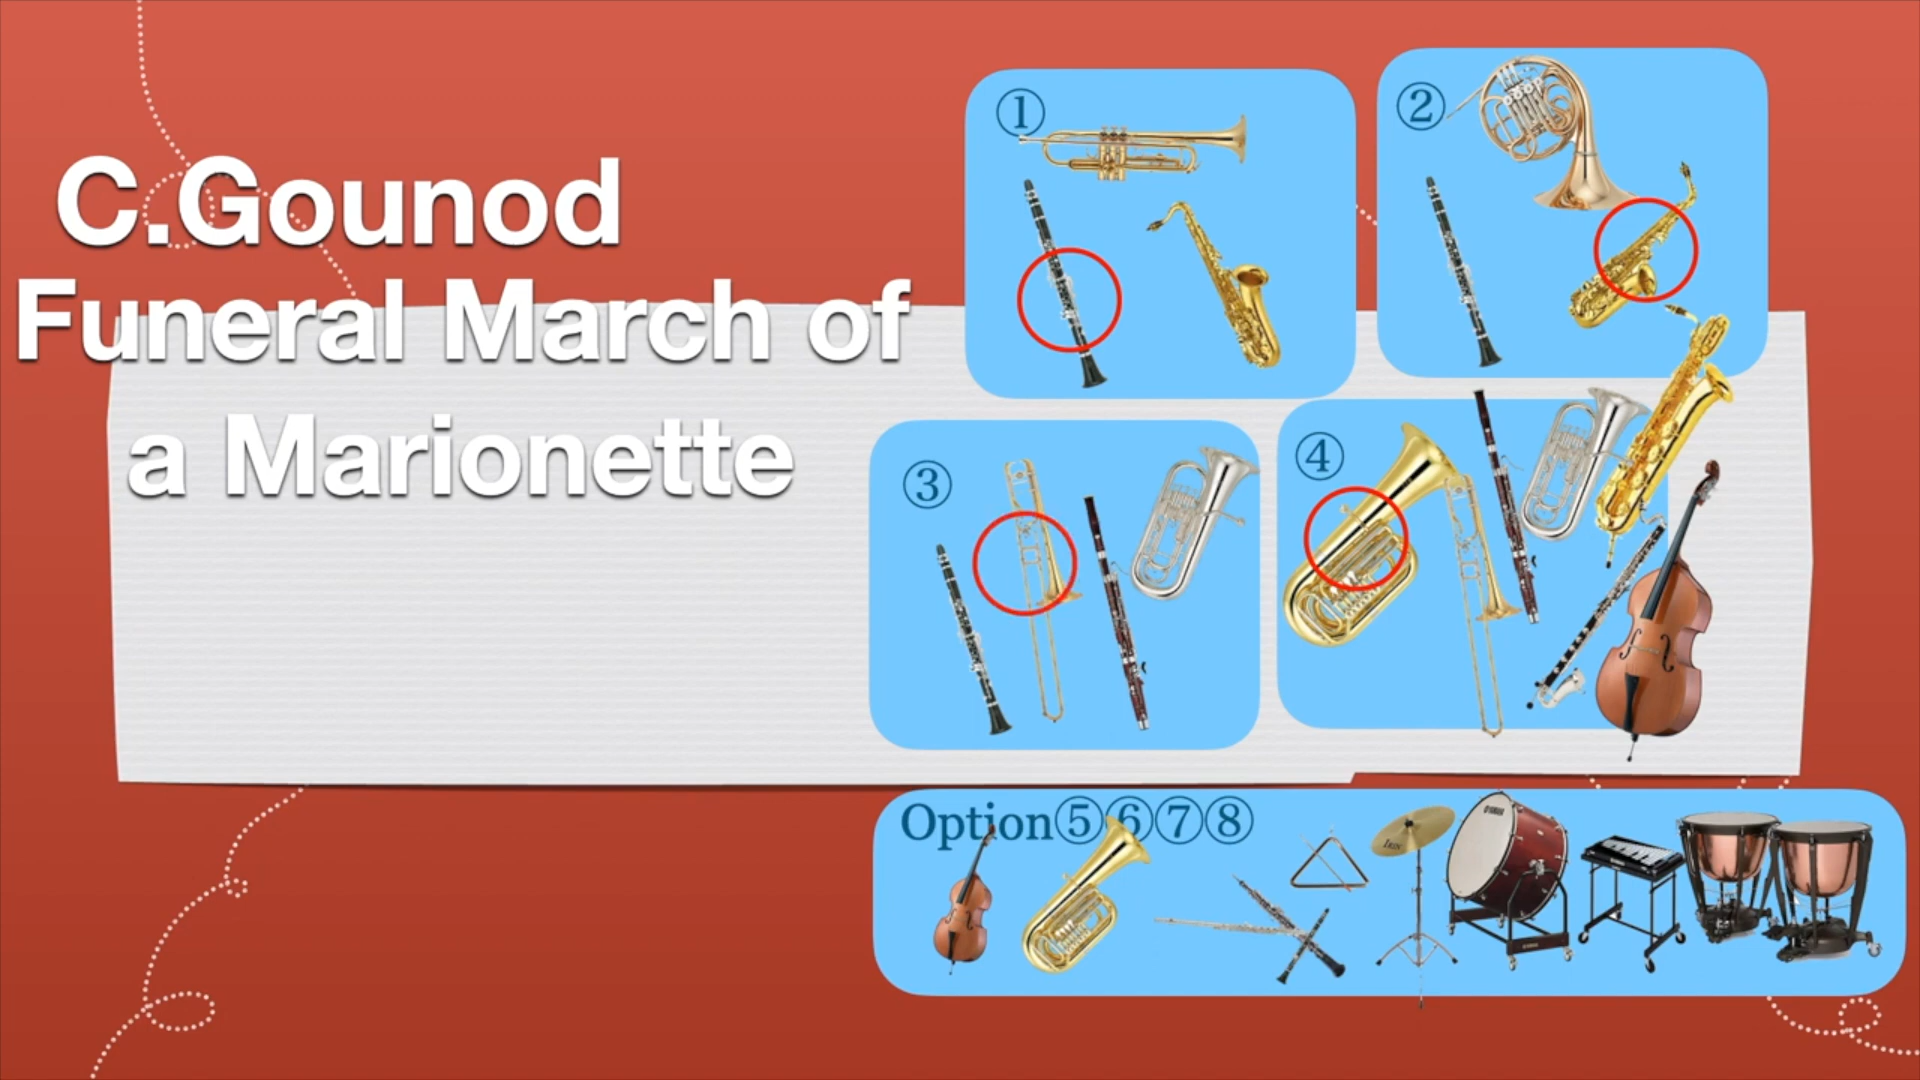 C.Gounod
Funeral March of
a Marionette
①
②
③
④
Option⑤⑥⑦⑧